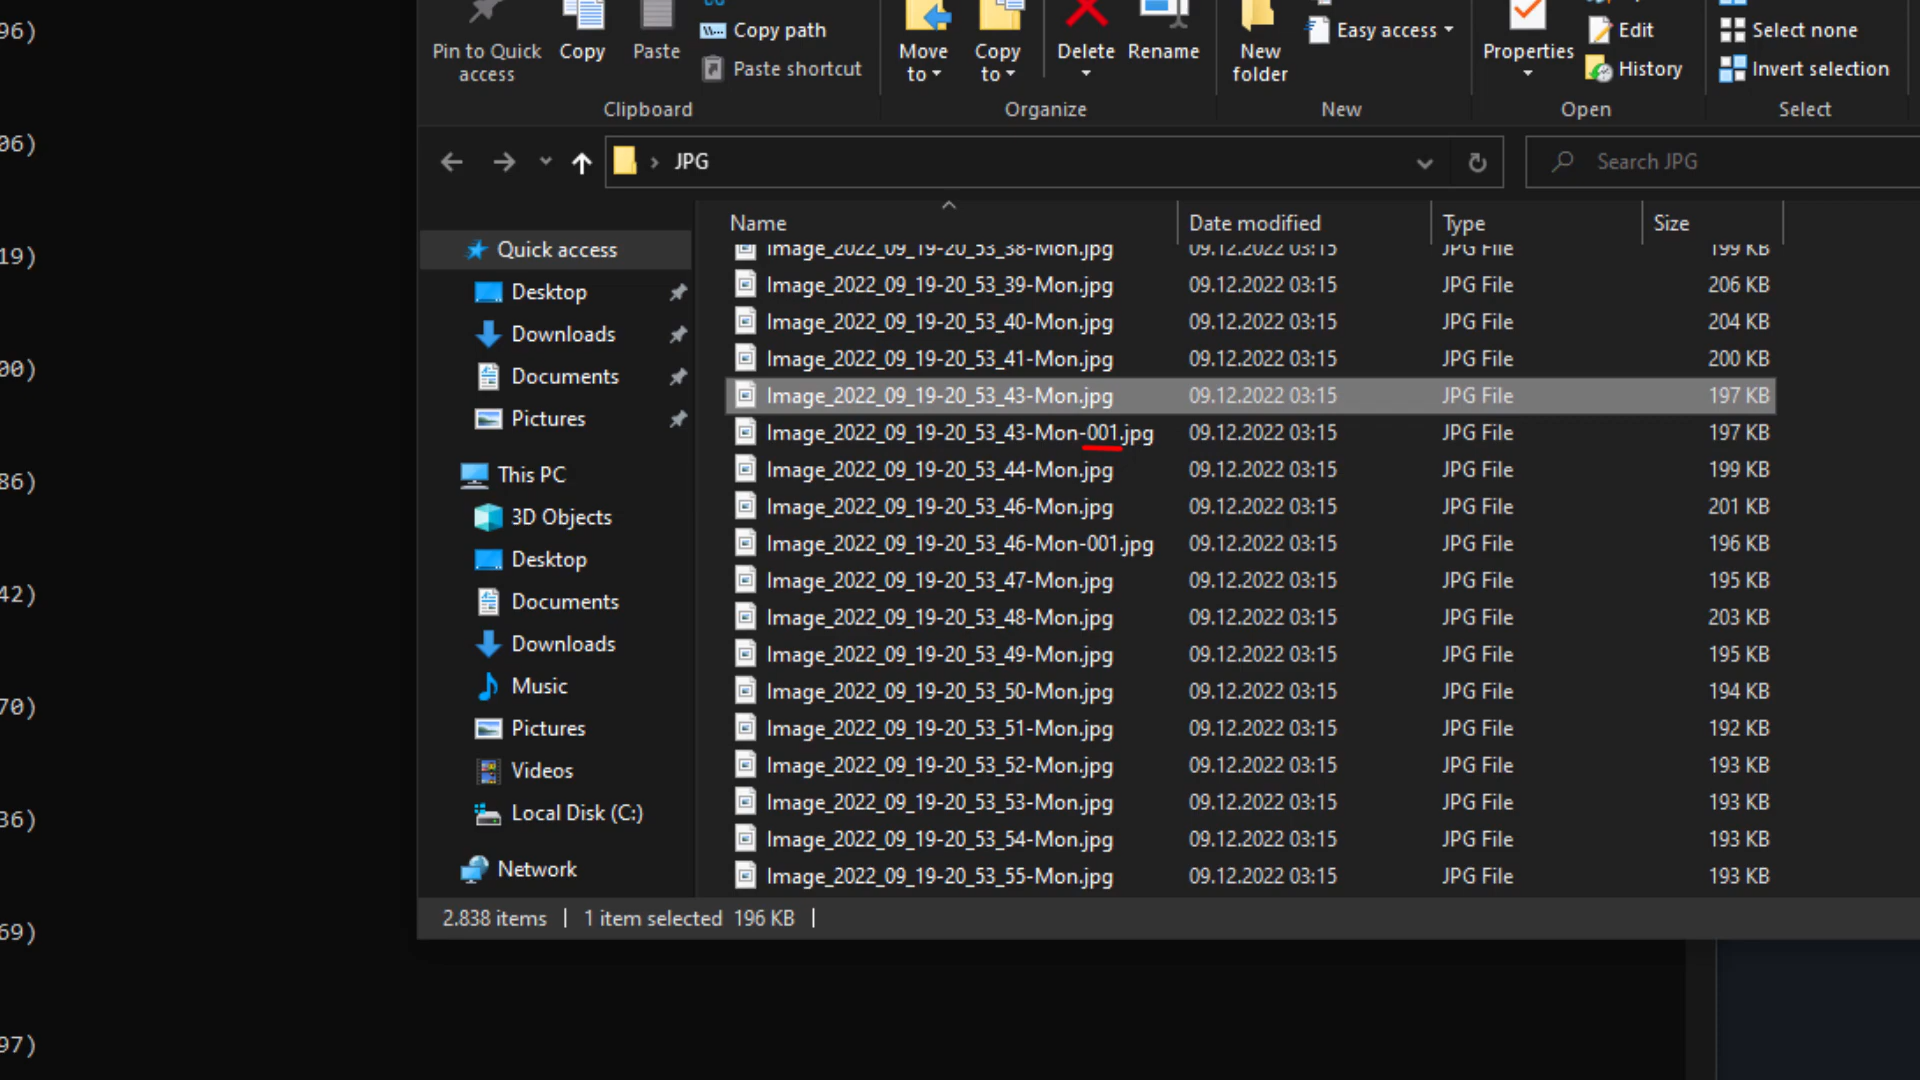 96)
06)
19)
00)
86)
42)
70)
36)
69)
97)
Pin to Quick access
Copy
Paste
Copy path
Paste shortcut
Clipboard
Move to
Copy to
Delete
Rename
Organize
New folder
Easy access
New
Properties
Edit
History
Open
Select none
Invert selection
Select
JPG
Search JPG
Quick access
Desktop
Downloads
Documents
Pictures
This PC
3D Objects
Desktop
Documents
Downloads
Music
Pictures
Videos
Local Disk (C:)
Network
Name Date modified Type Size
Image_2022_09_19-20_53_38-Mon.jpg 09.12.2022 03:15 JPG File 199 KB
Image_2022_09_19-20_53_39-Mon.jpg 09.12.2022 03:15 JPG File 206 KB
Image_2022_09_19-20_53_40-Mon.jpg 09.12.2022 03:15 JPG File 204 KB
Image_2022_09_19-20_53_41-Mon.jpg 09.12.2022 03:15 JPG File 200 KB
Image_2022_09_19-20_53_43-Mon.jpg 09.12.2022 03:15 JPG File 197 KB
Image_2022_09_19-20_53_43-Mon-001.jpg 09.12.2022 03:15 JPG File 197 KB
Image_2022_09_19-20_53_44-Mon.jpg 09.12.2022 03:15 JPG File 199 KB
Image_2022_09_19-20_53_46-Mon.jpg 09.12.2022 03:15 JPG File 201 KB
Image_2022_09_19-20_53_46-Mon-001.jpg 09.12.2022 03:15 JPG File 196 KB
Image_2022_09_19-20_53_47-Mon.jpg 09.12.2022 03:15 JPG File 195 KB
Image_2022_09_19-20_53_48-Mon.jpg 09.12.2022 03:15 JPG File 203 KB
Image_2022_09_19-20_53_49-Mon.jpg 09.12.2022 03:15 JPG File 195 KB
Image_2022_09_19-20_53_50-Mon.jpg 09.12.2022 03:15 JPG File 194 KB
Image_2022_09_19-20_53_51-Mon.jpg 09.12.2022 03:15 JPG File 192 KB
Image_2022_09_19-20_53_52-Mon.jpg 09.12.2022 03:15 JPG File 193 KB
Image_2022_09_19-20_53_53-Mon.jpg 09.12.2022 03:15 JPG File 193 KB
Image_2022_09_19-20_53_54-Mon.jpg 09.12.2022 03:15 JPG File 193 KB
Image_2022_09_19-20_53_55-Mon.jpg 09.12.2022 03:15 JPG File 193 KB
2.838 items | 1 item selected 196 KB |